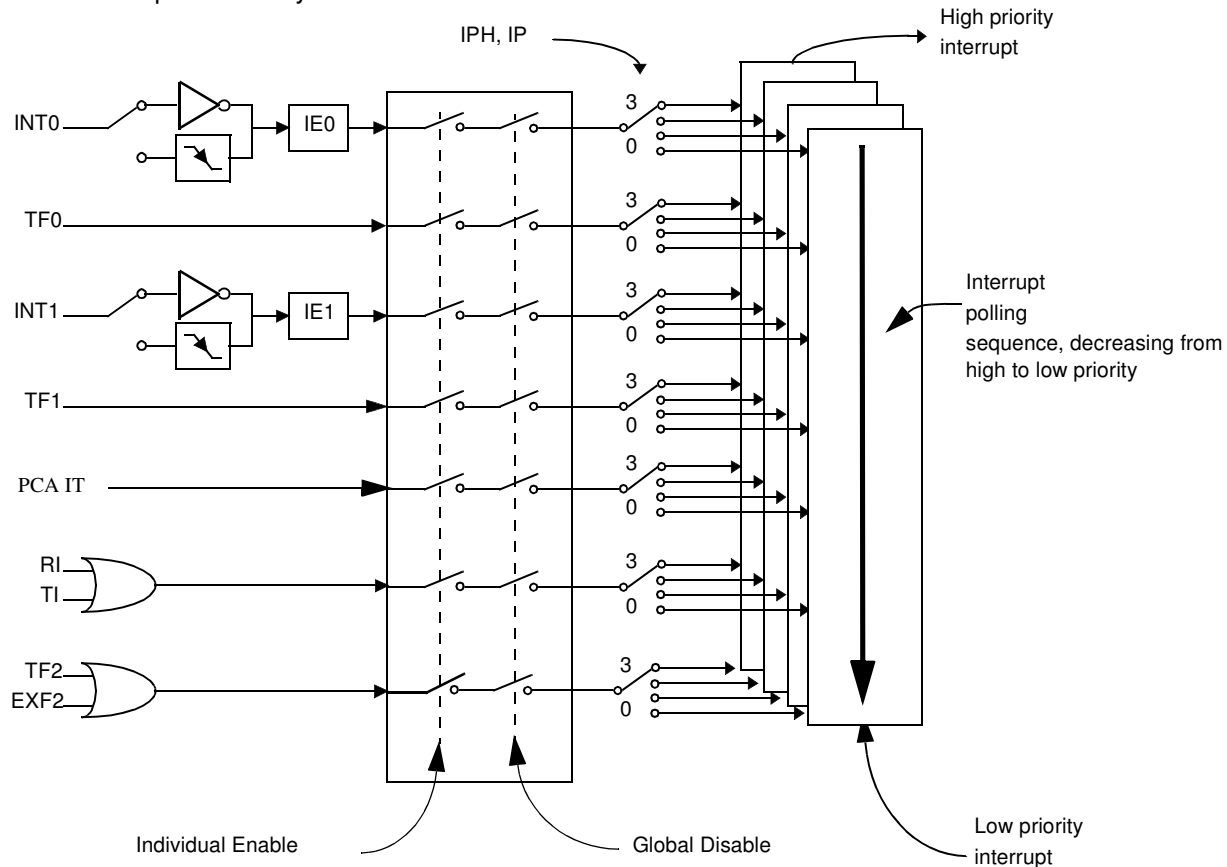 High priority
interrupt
IPH, IP
INT0
IE0
3
0
TF0
3
0
INT1
IE1
3
0
Interrupt
polling
sequence, decreasing from
high to low priority
TF1
3
0
PCA IT
3
0
RI
TI
3
0
TF2
EXF2
3
0
Individual Enable
Global Disable
Low priority
interrupt